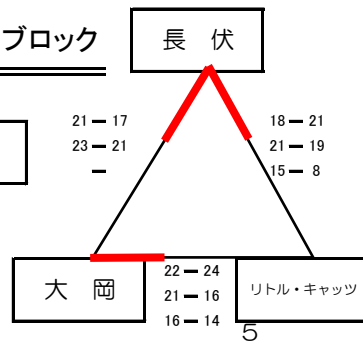 ブロック
長 伏
21 ー 17
23 ー 21
ー
18 ー 21
21 ー 19
15 ー 8
大 岡
22 ー 24
21 ー 16
16 ー 14
リトル・キャッツ
5